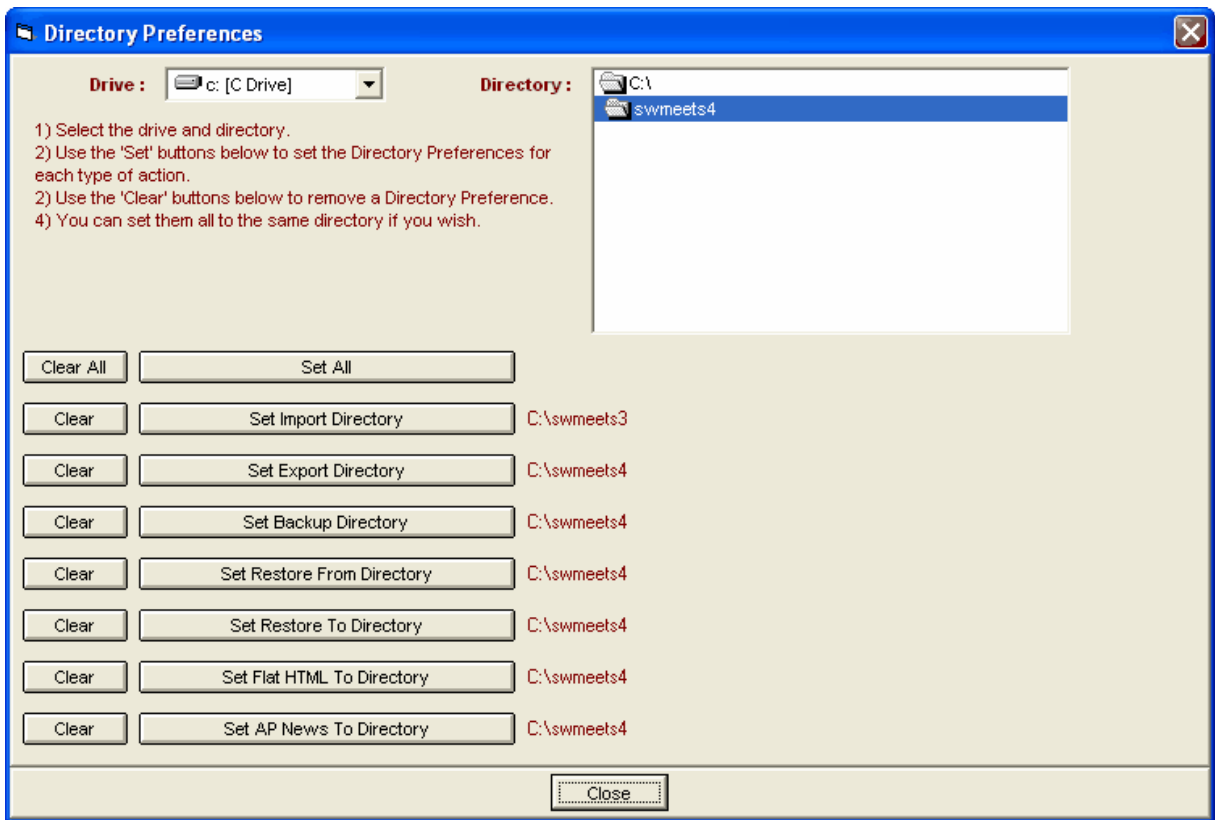 Directory Preferences
Drive : c: [C Drive] Directory : C:\
swmeets4
1) Select the drive and directory.
2) Use the 'Set' buttons below to set the Directory Preferences for
each type of action.
2) Use the 'Clear' buttons below to remove a Directory Preference.
4) You can set them all to the same directory if you wish.
Clear All Set All
Clear Set Import Directory C:\swmeets3
Clear Set Export Directory C:\swmeets4
Clear Set Backup Directory C:\swmeets4
Clear Set Restore From Directory C:\swmeets4
Clear Set Restore To Directory C:\swmeets4
Clear Set Flat HTML To Directory C:\swmeets4
Clear Set AP News To Directory C:\swmeets4
Close